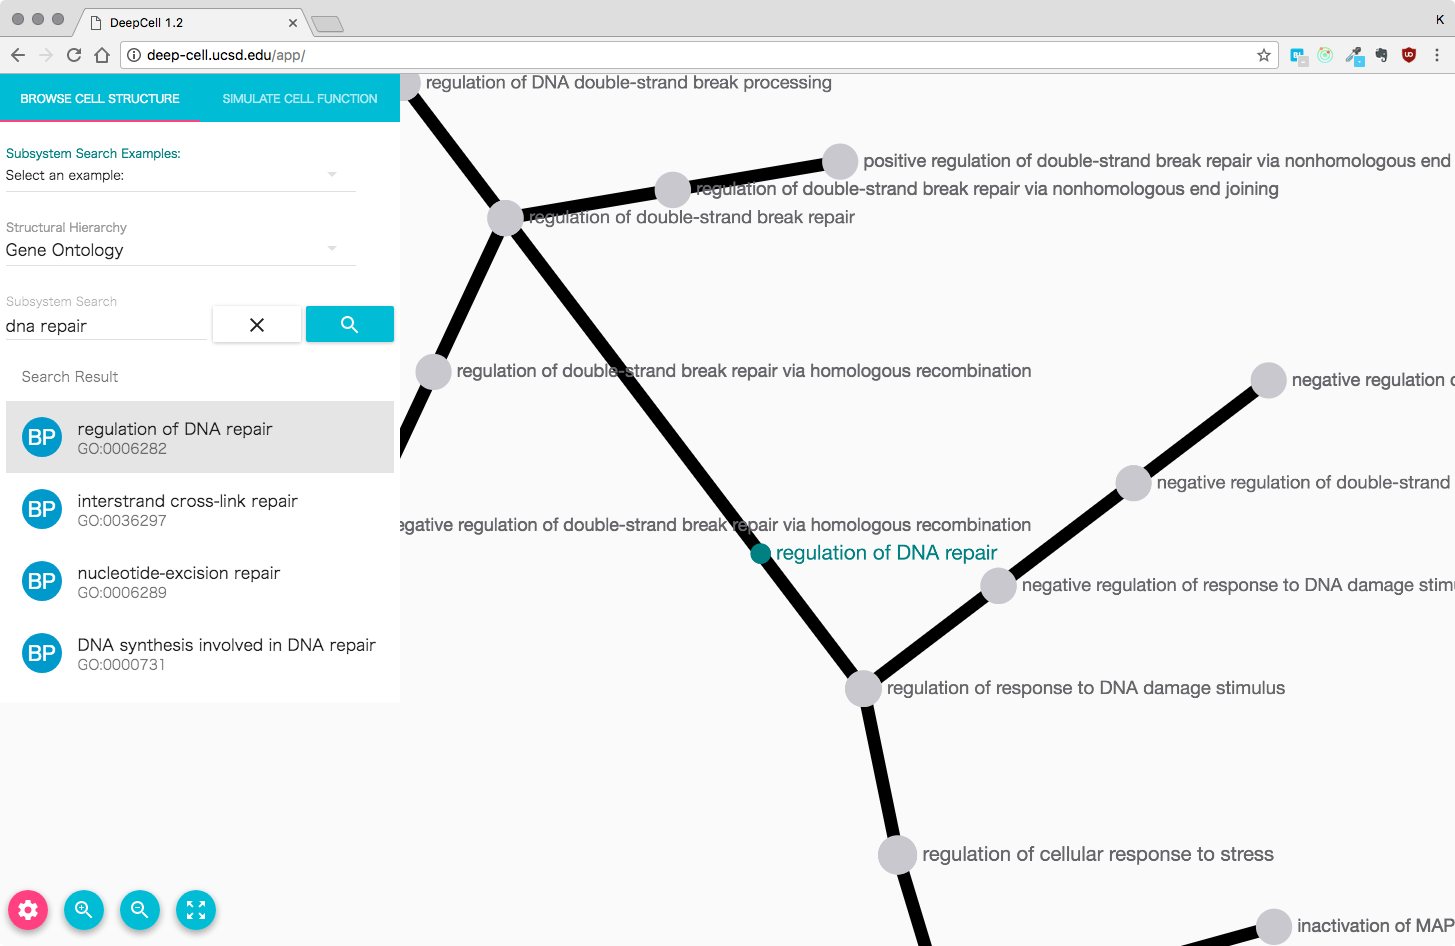 DeepCell 1.2
K
deep-cell.ucsd.edu/app/
BROWSE CELL STRUCTURE
SIMULATE CELL FUNCTION
Subsystem Search Examples:
Select an example:
Structural Hierarchy
Gene Ontology
Subsystem Search
dna repair
Search Result
BP
regulation of DNA repair
GO:0006282
BP
interstrand cross-link repair
GO:0036297
BP
nucleotide-excision repair
GO:0006289
BP
DNA synthesis involved in DNA repair
GO:0000731
regulation of DNA double-strand break processing
positive regulation of double-strand break repair via nonhomologous end
regulation of double-strand break repair via nonhomologous end joining
regulation of double-strand break repair
regulation of double-strand break repair via homologous recombination
negative regulation
negative regulation of double-strand
egative regulation of double-strand break repair via homologous recombination
regulation of DNA repair
negative regulation of response to DNA damage stim
regulation of response to DNA damage stimulus
regulation of cellular response to stress
inactivation of MAP